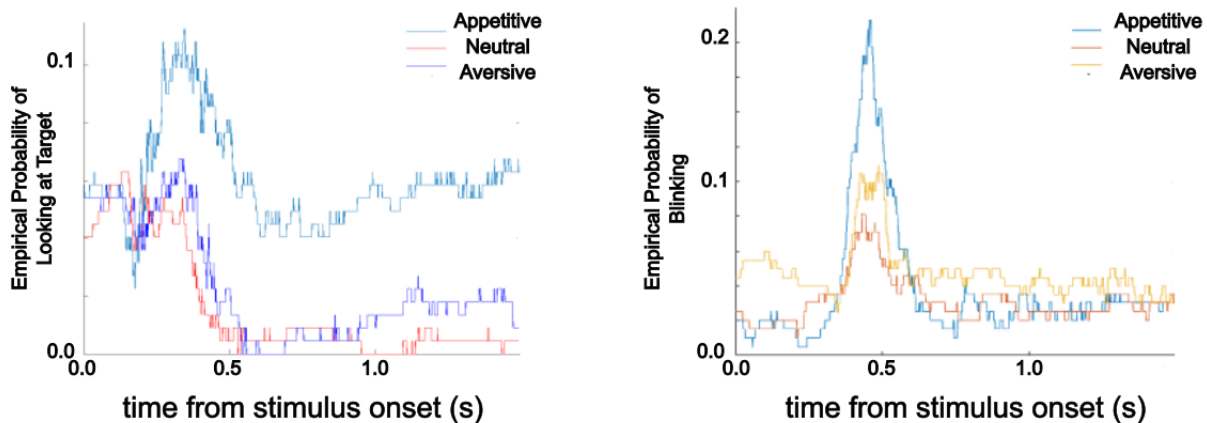 Appetitive
Neutral
Aversive
0.1
0.0
Empirical Probability of
Looking at Target
0.0
0.5
1.0
time from stimulus onset (s)
Appetitive
Neutral
Aversive
0.2
0.1
0.0
Empirical Probability of
Blinking
0.0
0.5
1.0
time from stimulus onset (s)